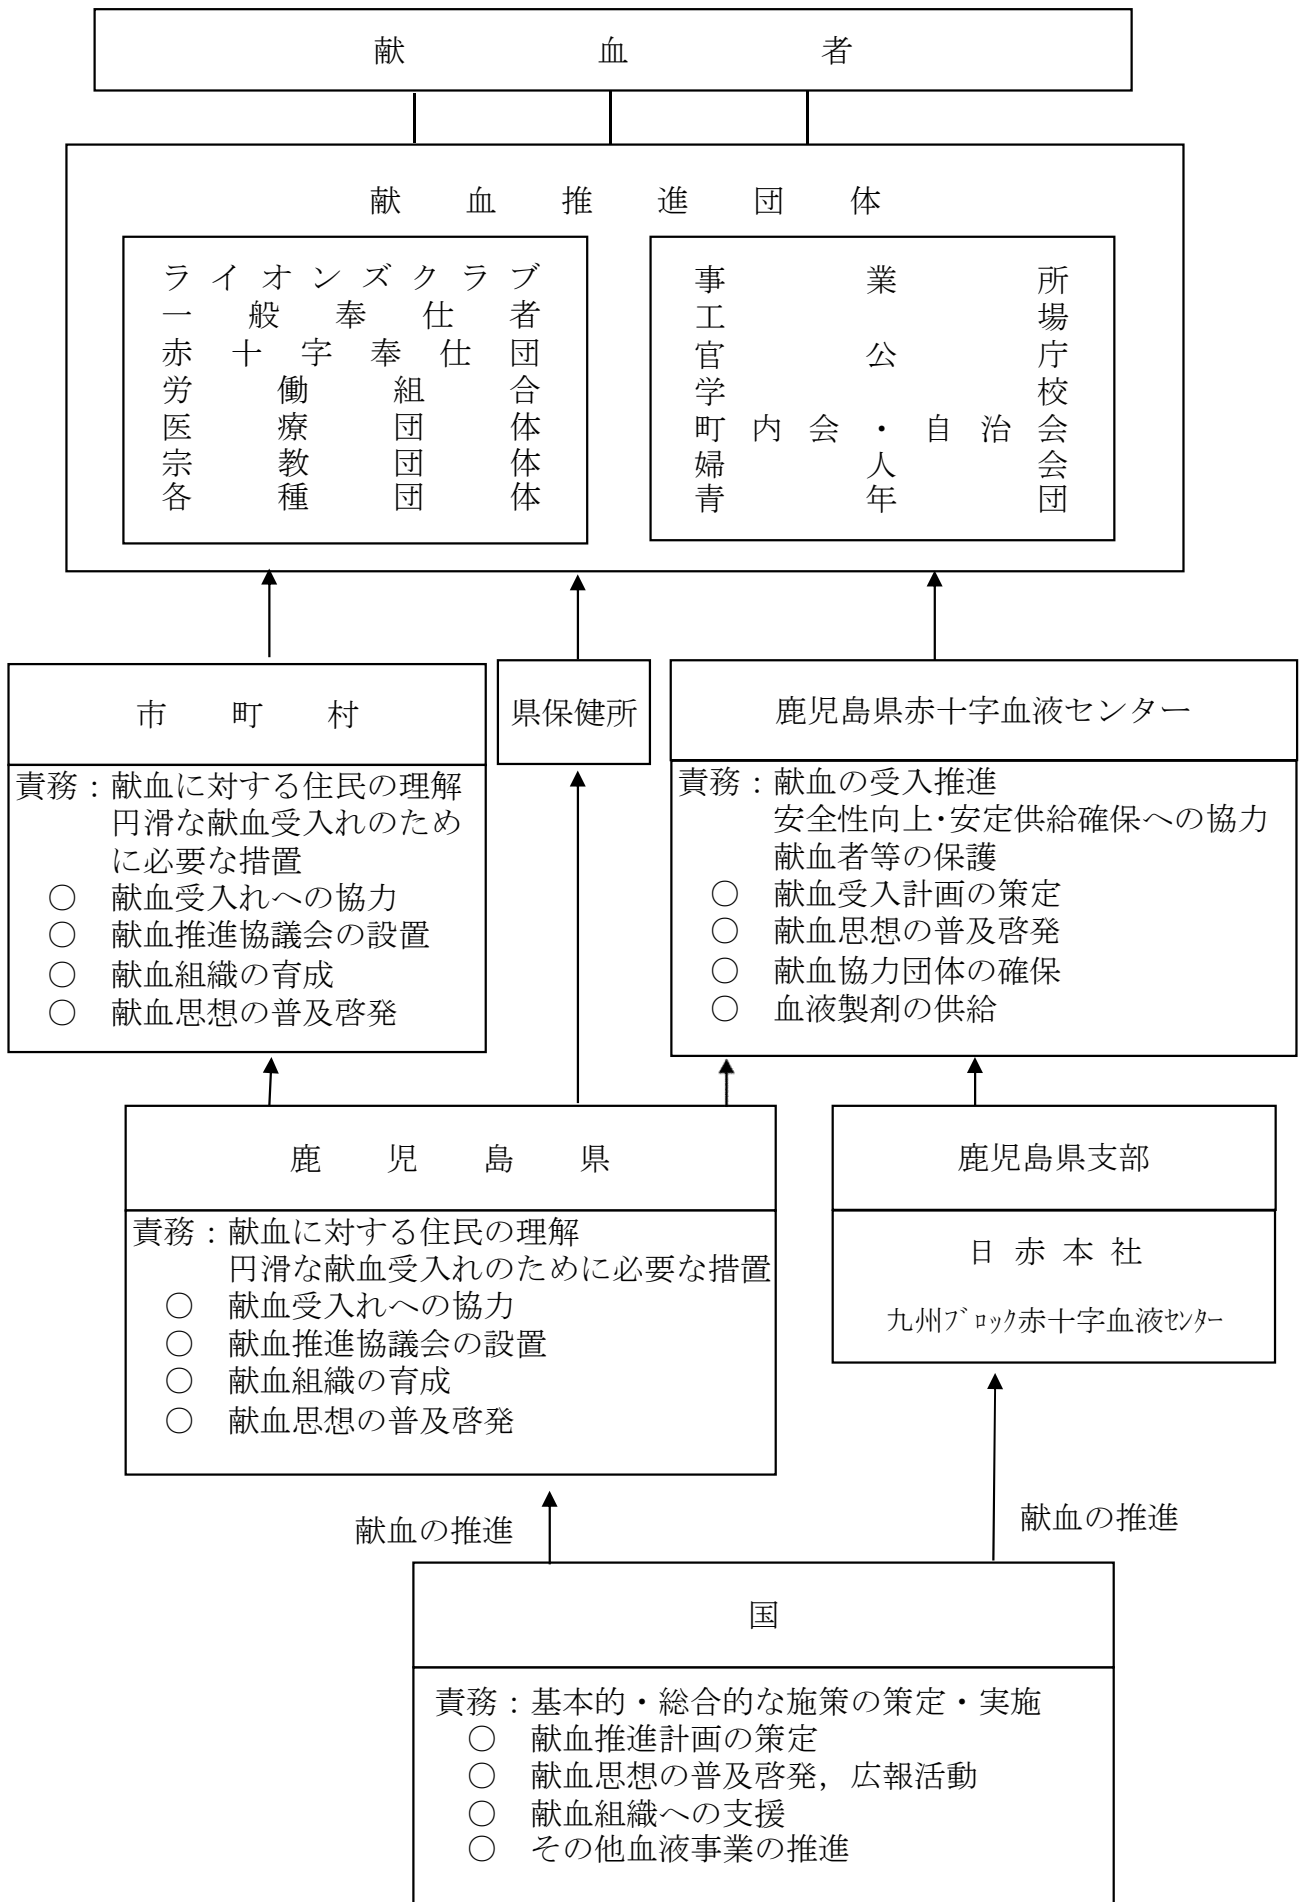 献血者
献血推進団体
ライオンズクラブ
一般奉仕者
赤十字奉仕団
労働組合
医療団体
宗教団体
各種団体
事業所
工場
官公庁
学校
町内会・自治会
婦人会
青年団
市町村
責務：献血に対する住民の理解
円滑な献血受入れのため
に必要な措置
○ 献血受入れへの協力
○ 献血推進協議会の設置
○ 献血組織の育成
○ 献血思想の普及啓発
県保健所
鹿児島県赤十字血液センター
責務：献血の受入推進
安全性向上・安定供給確保への協力
献血者等の保護
○ 献血受入計画の策定
○ 献血思想の普及啓発
○ 献血協力団体の確保
○ 血液製剤の供給
鹿児島県
責務：献血に対する住民の理解
円滑な献血受入れのために必要な措置
○ 献血受入れへの協力
○ 献血推進協議会の設置
○ 献血組織の育成
○ 献血思想の普及啓発
鹿児島県支部
日赤本社
九州ﾌﾞﾛｯｸ赤十字血液ｾﾝﾀｰ
献血の推進
献血の推進
国
責務：基本的・総合的な施策の策定・実施
○ 献血推進計画の策定
○ 献血思想の普及啓発，広報活動
○ 献血組織への支援
○ その他血液事業の推進